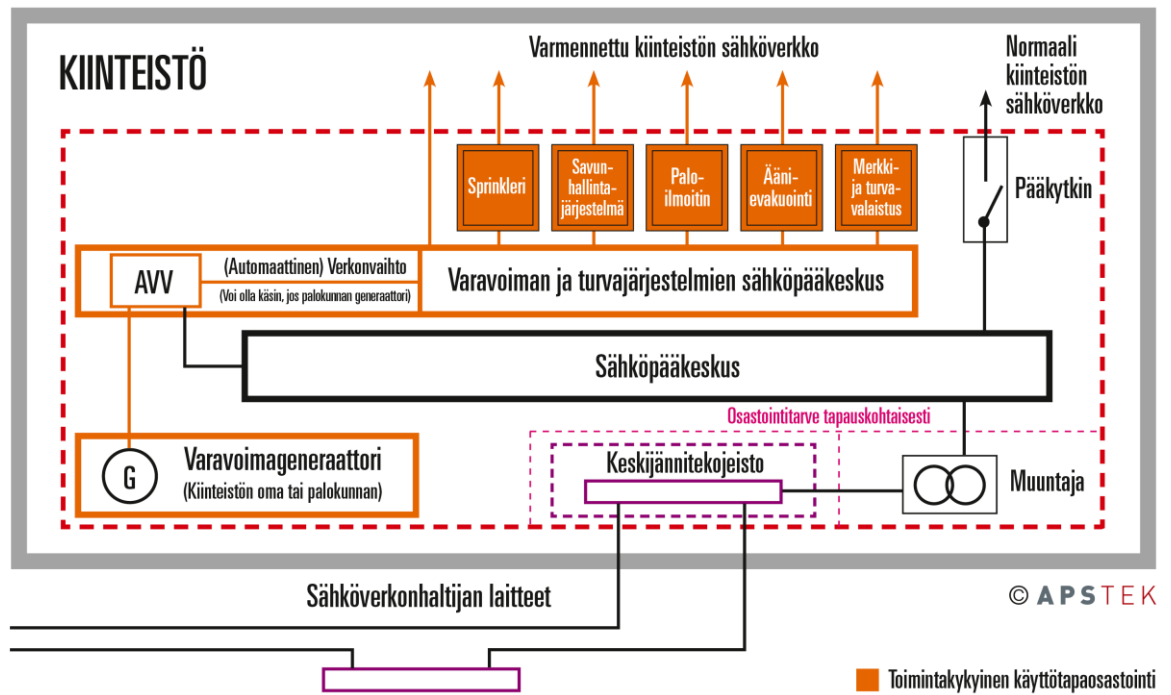 KIINTEISTÖ
Varmennettu kiinteistön sähköverkko
Normaali
kiinteistön
sähköverkko
Sprinkleri
Savun-
hallinta-
järjestelmä
Palo-
ilmoitin
Ääni-
evakuointi
Merkki-
ja turva-
valaistus
Pääkytkin
AVV
(Automaattinen) Verkonvaihto
(Voi olla käsin, jos palokunnan generaattori)
Varavoiman ja turvajärjestelmien sähköpääkeskus
Sähköpääkeskus
Osastointitarve tapauskohtaisesti
G
Varavoimageneraattori
(Kiinteistön oma tai palokunnan)
Keskijännitekojeisto
Muuntaja
Sähköverkonhaltijan laitteet
© APSTEK
Toimintakykyinen käyttötapaosastointi